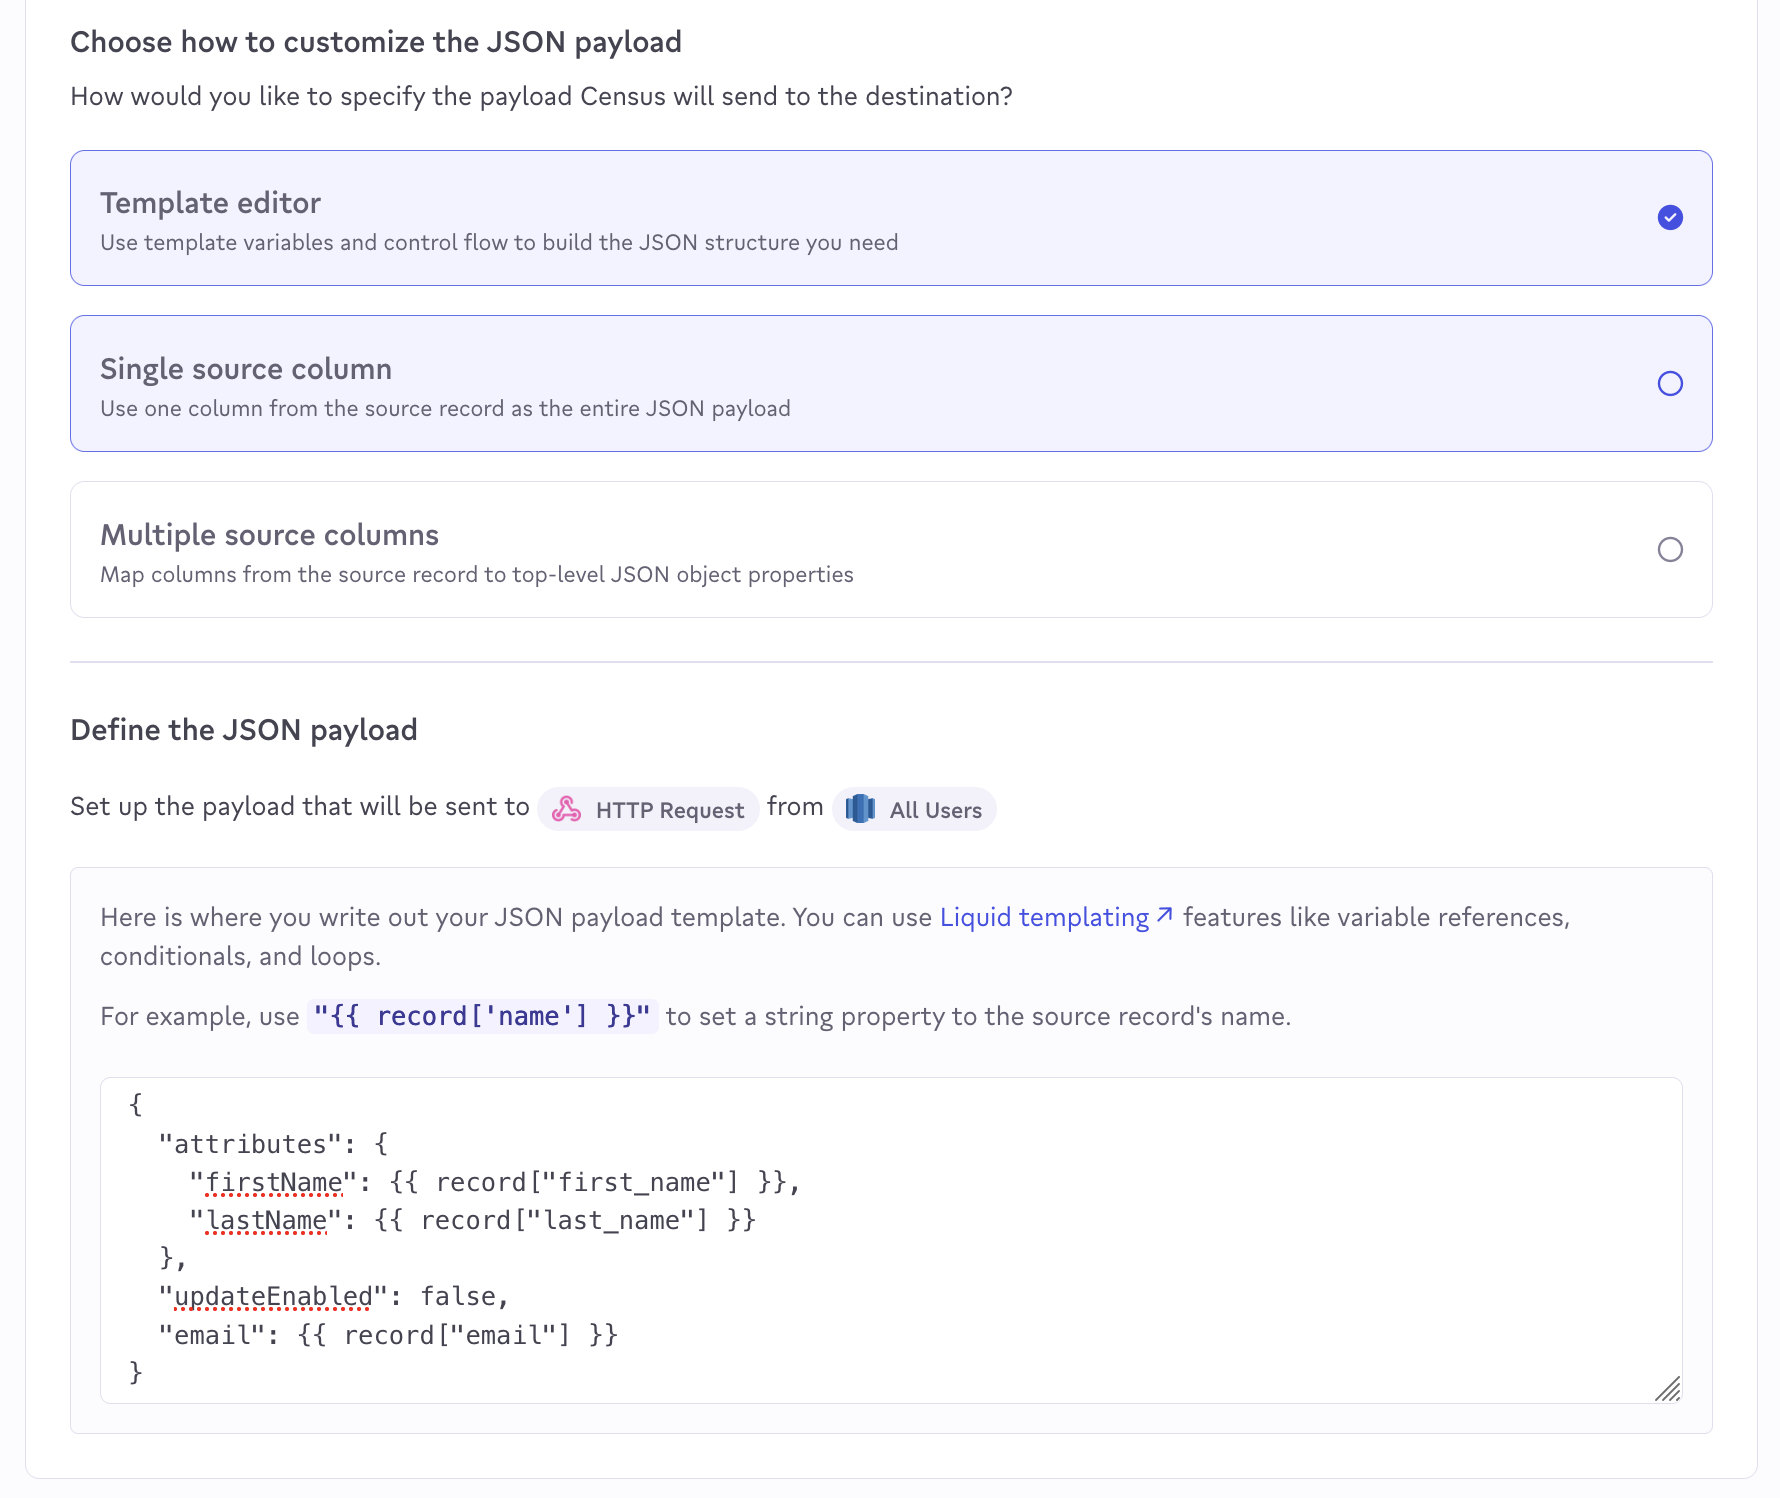 Choose how to customize the JSON payload
How would you like to specify the payload Census will send to the destination?
Template editor
Use template variables and control flow to build the JSON structure you need
Single source column
Use one column from the source record as the entire JSON payload
Multiple source columns
Map columns from the source record to top-level JSON object properties
Define the JSON payload
Set up the payload that will be sent to HTTP Request from All Users
Here is where you write out your JSON payload template. You can use Liquid templating ↗ features like variable references,
conditionals, and loops.
For example, use "{{ record['name'] }}" to set a string property to the source record's name.
{
  "attributes": {
    "firstName": {{ record["first_name"] }},
    "lastName": {{ record["last_name"] }}
  },
  "updateEnabled": false,
  "email": {{ record["email"] }}
}